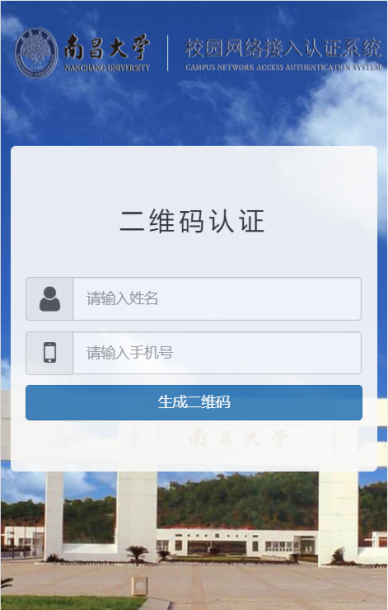 南昌大学
NANCHANG UNIVERSITY
校园网络接入认证系统
CAMPUS NETWORK ACCESS AUTHENTICATION SYSTEM
二维码认证
请输入姓名
请输入手机号
生成二维码
南昌大学